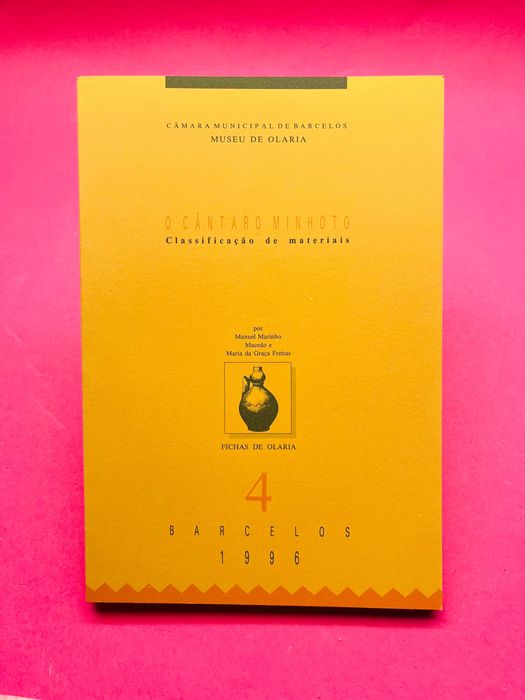 CÂMARA MUNICIPAL DE BARCELOS
MUSEU DE OLARIA
O CÂNTARO MINHOTO
Classificação de materiais
por
Manuel Marinho
Macedo e
Maria da Graça Freitas
FICHAS DE OLARIA
4
BARCELOS
1996